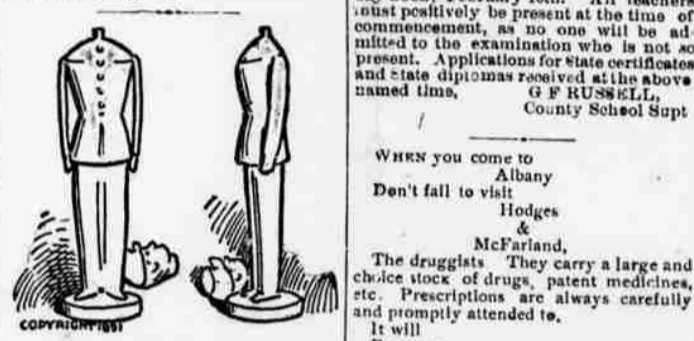 COPYRIGHT 1891
must positively be present at the time of
commencement, as no one will be ad-
mitted to the examination who is not so
present. Applications for State certificates
and State diplomas received at the above
named time, G F RUSSELL,
County School Supt
WHEN you come to
Albany
Don't fail to visit
Hodges
&
McFarland,
The druggists They carry a large and
choice stock of drugs, patent medicines,
etc. Prescriptions are always carefully
and promptly attended to.
It will